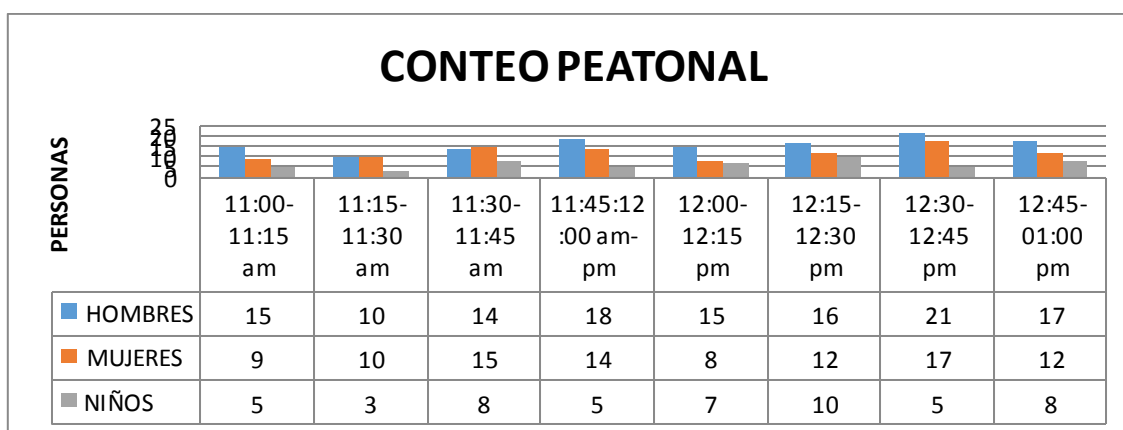 CONTEO PEATONAL
PERSONAS
25
20
15
10
5
0
11:00-
11:15
am
11:15-
11:30
am
11:30-
11:45
am
11:45:12
:00 am-
pm
12:00-
12:15
pm
12:15-
12:30
pm
12:30-
12:45
pm
12:45-
01:00
pm
HOMBRES 15 10 14 18 15 16 21 17
MUJERES 9 10 15 14 8 12 17 12
NIÑOS 5 3 8 5 7 10 5 8